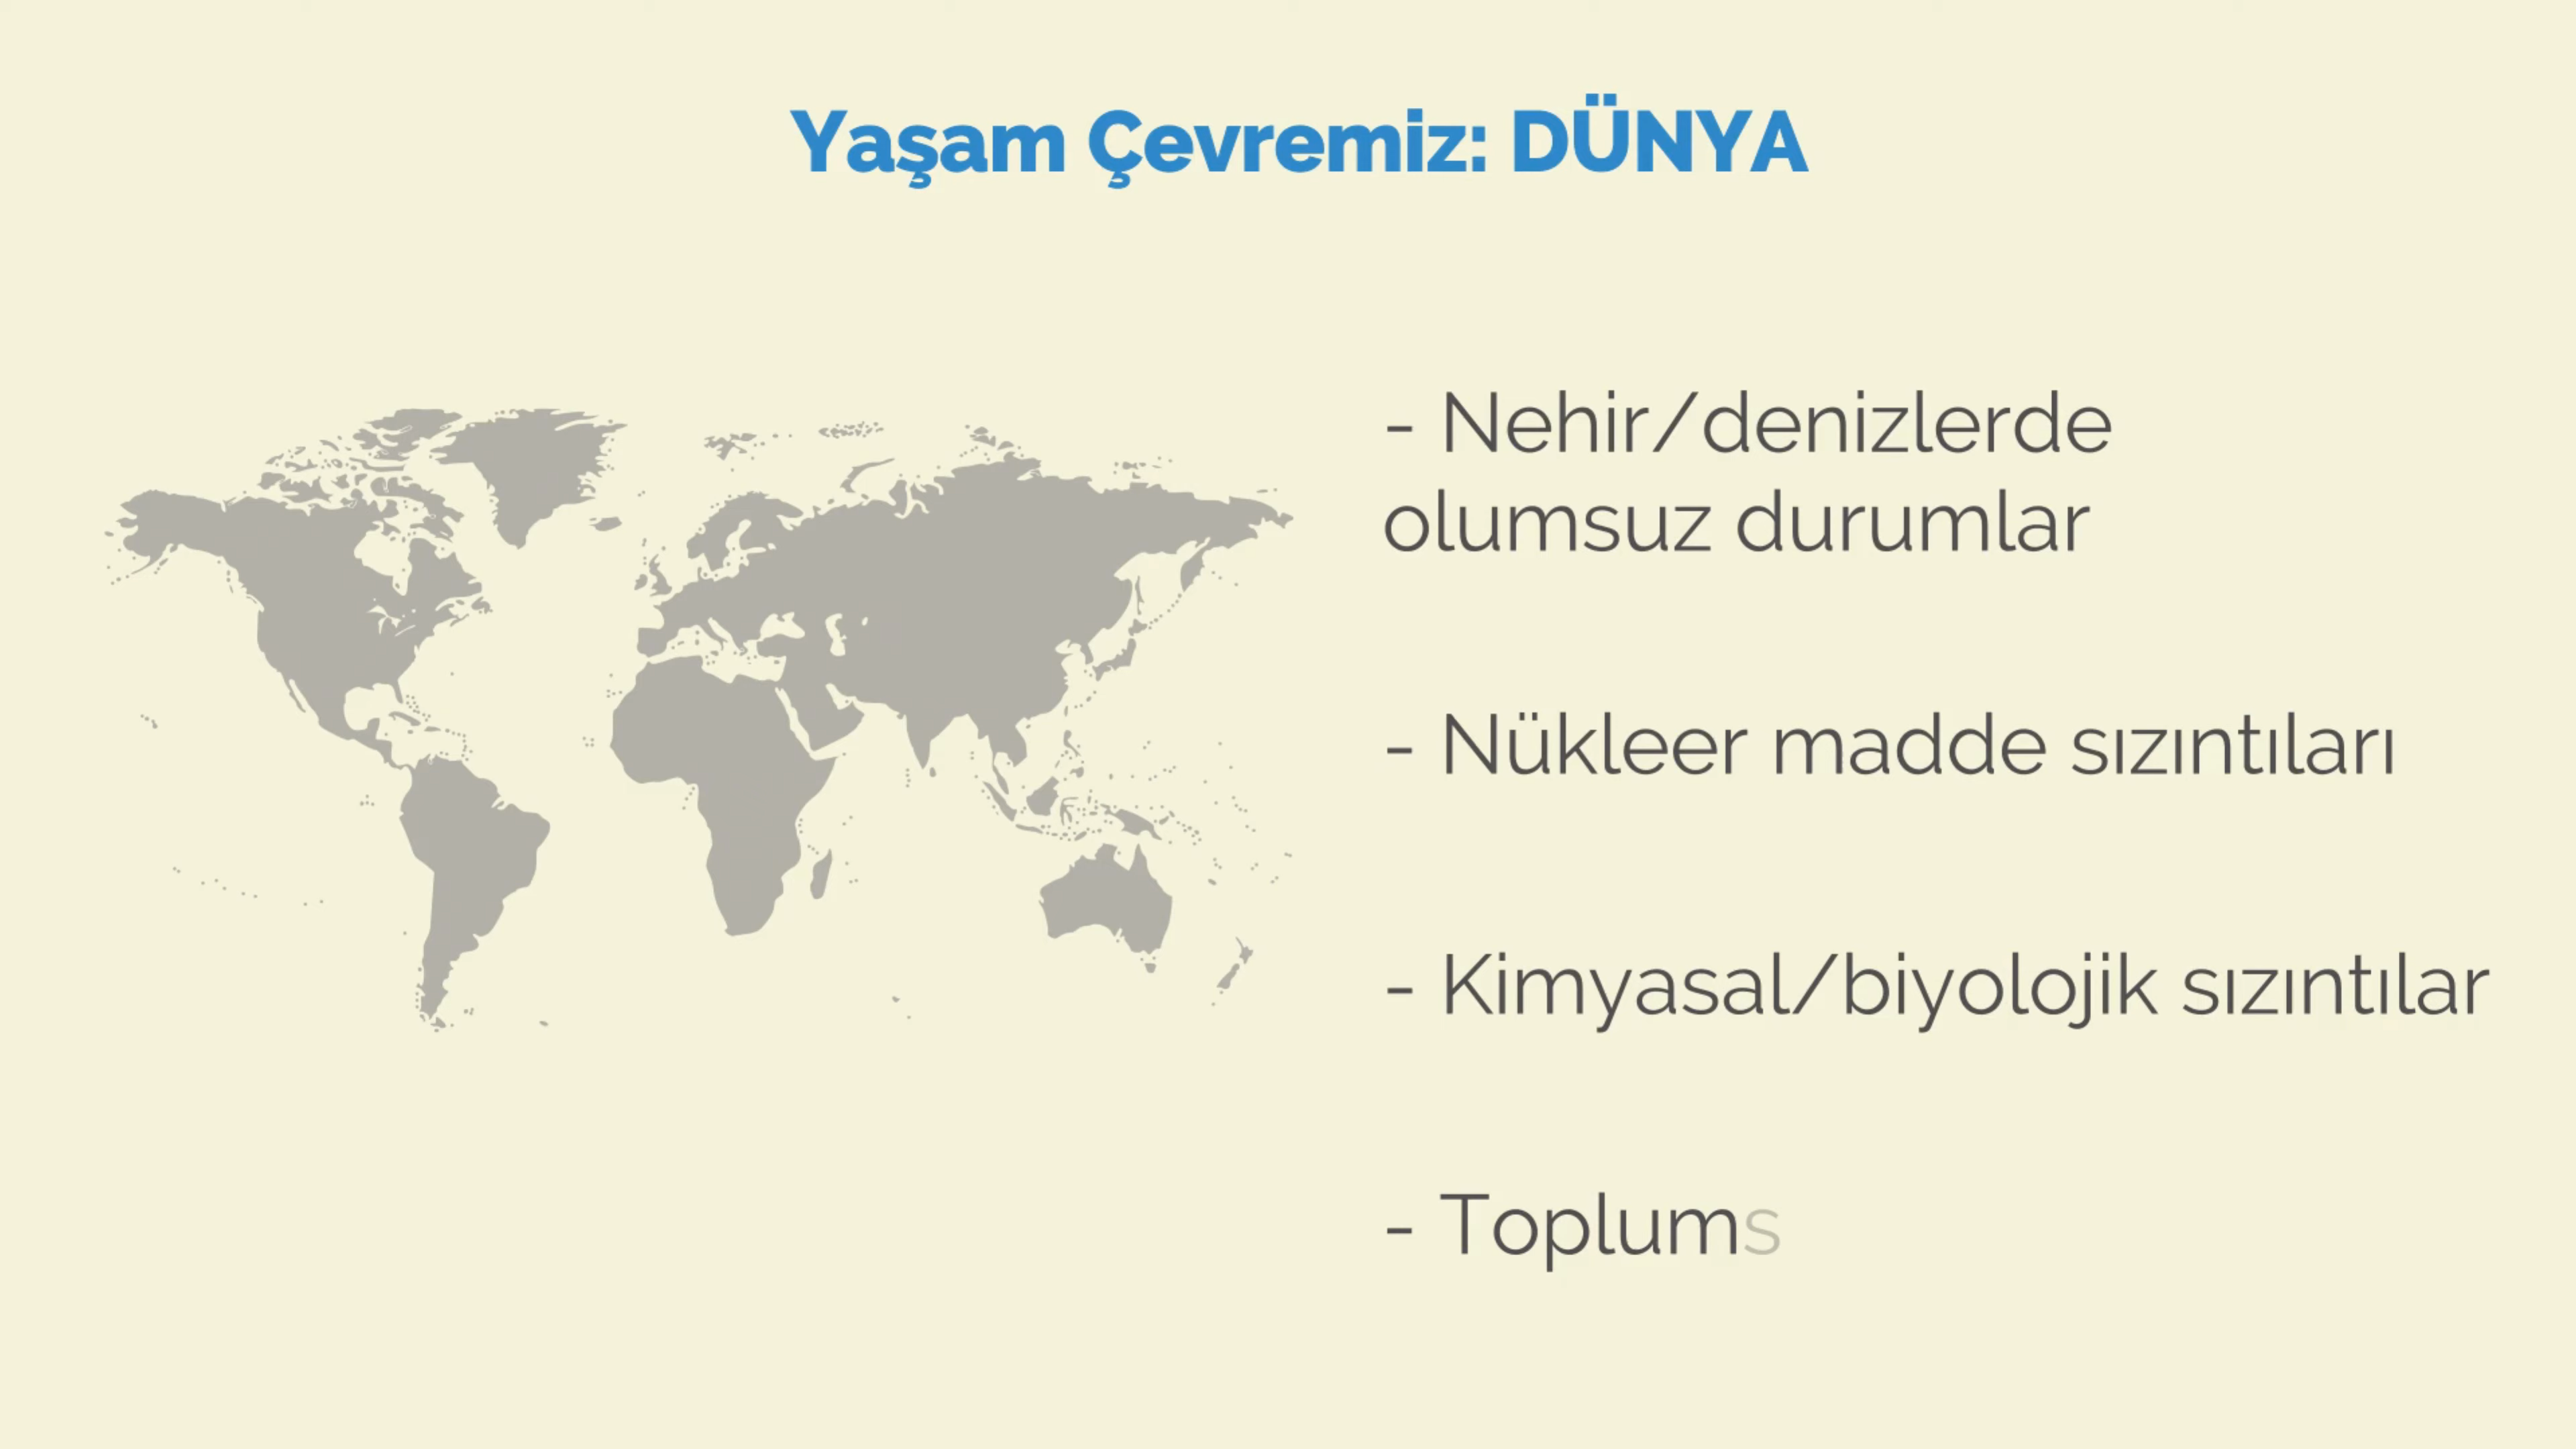 Yaşam Çevremiz: DÜNYA
- Nehir/denizlerde
olumsuz durumlar
- Nükleer madde sızıntıları
- Kimyasal/biyolojik sızıntılar
- Toplums